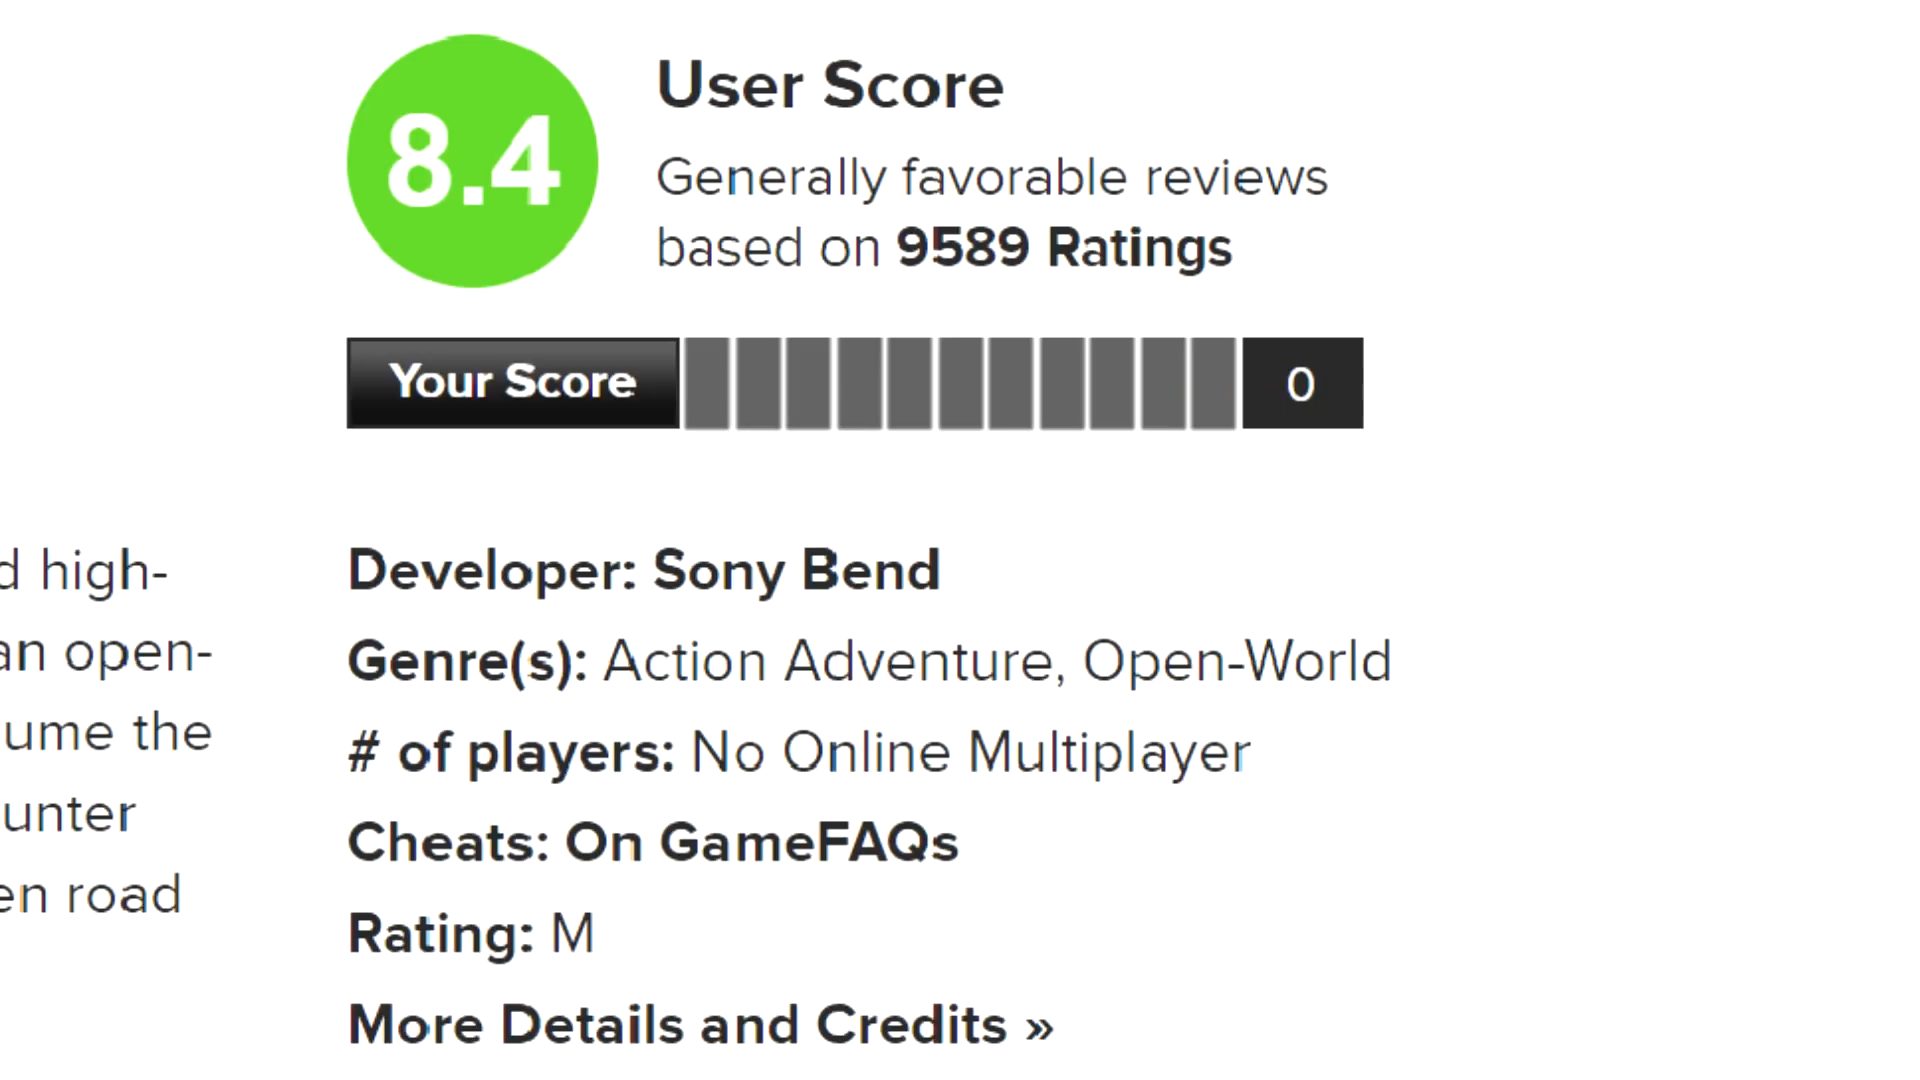 8.4
User Score
Generally favorable reviews
based on 9589 Ratings
Your Score
0
d high-
an open-
ume the
unter
en road
Developer: Sony Bend
Genre(s): Action Adventure, Open-World
# of players: No Online Multiplayer
Cheats: On GameFAQs
Rating: M
More Details and Credits »